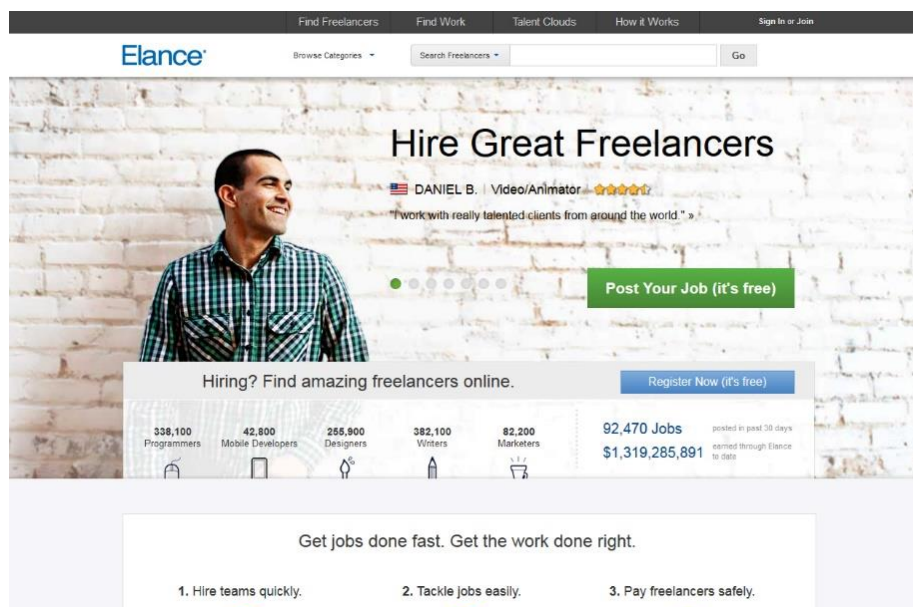 Find Freelancers Find Work Talent Clouds How it Works Sign In or Join
Elance Browse Categories Search Freelancers Go
Hire Great Freelancers
DANIEL B. | Video/Animator
"I work with really talented clients from around the world." »
Post Your Job (it's free)
Hiring? Find amazing freelancers online. Register Now (it's free)
338,100 42,800 255,900 382,100 82,200
Programmers Mobile Developers Designers Writers Marketers
92,470 Jobs posted in past 30 days
$1,319,285,891 earned through Elance
to date
Get jobs done fast. Get the work done right.
1. Hire teams quickly. 2. Tackle jobs easily. 3. Pay freelancers safely.